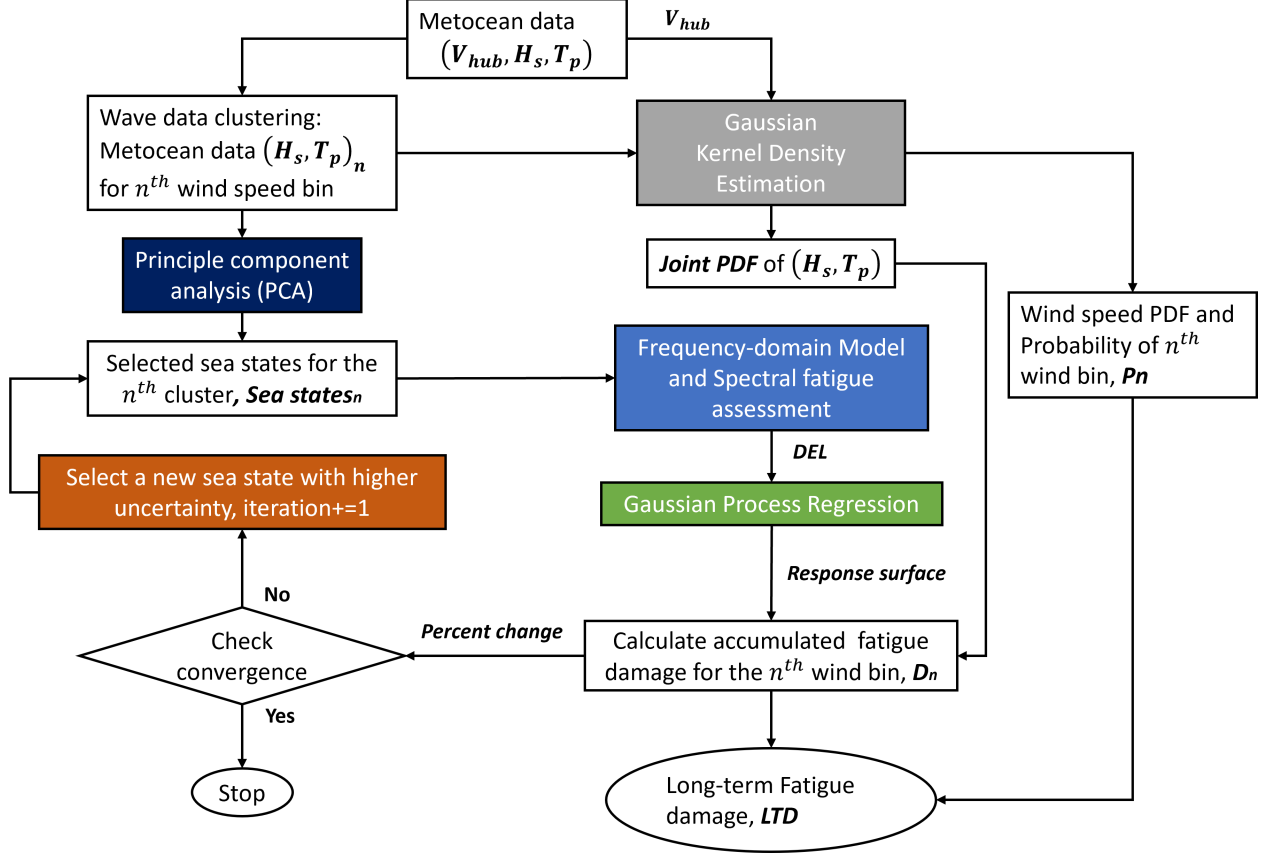 Metocean data
(V_hub, H_s, T_p)
V_hub
Wave data clustering:
Metocean data (H_s, T_p)_n
for n^th wind speed bin
Gaussian
Kernel Density
Estimation
Principle component
analysis (PCA)
Joint PDF of (H_s, T_p)
Wind speed PDF and
Probability of n^th
wind bin, Pn
Selected sea states for the
n^th cluster, Sea states_n
Frequency-domain Model
and Spectral fatigue
assessment
DEL
Select a new sea state with higher
uncertainty, iteration+=1
Gaussian Process Regression
Response surface
No
Check
convergence
Percent change
Calculate accumulated fatigue
damage for the n^th wind bin, D_n
Yes
Stop
Long-term Fatigue
damage, LTD